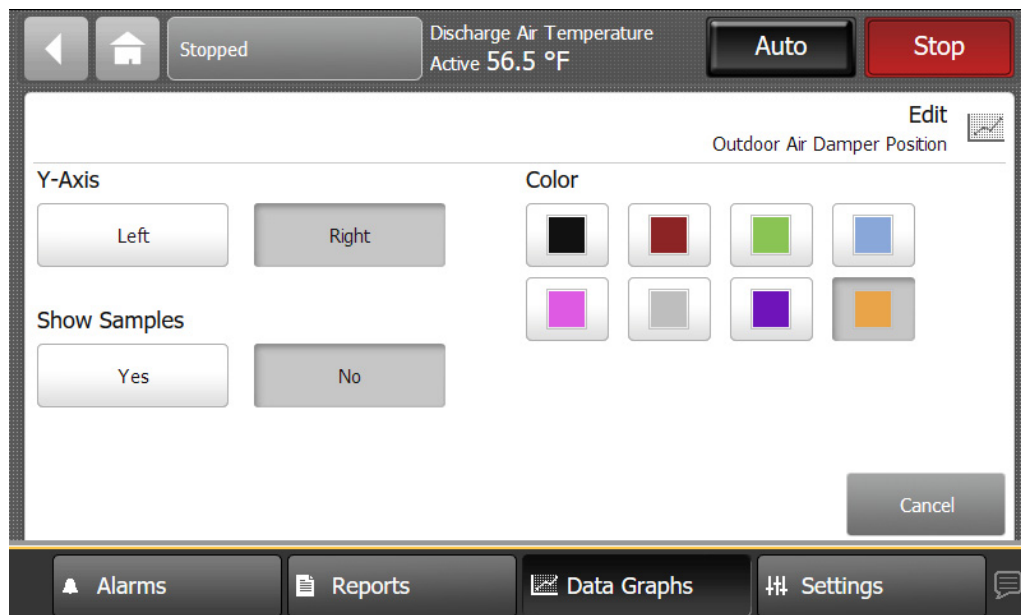 Stopped
Discharge Air Temperature
Active 56.5 °F
Auto
Stop
Edit
Outdoor Air Damper Position
Y-Axis
Left
Right
Color
Show Samples
Yes
No
Cancel
Alarms
Reports
Data Graphs
Settings